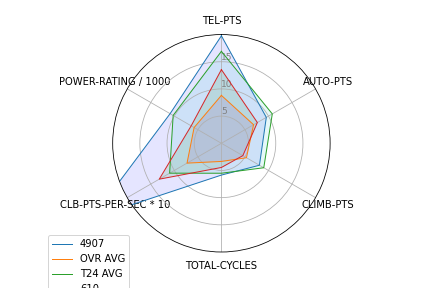 TEL-PTS
POWER-RATING / 1000
AUTO-PTS
15
10
5
CLB-PTS-PER-SEC * 10
CLIMB-PTS
TOTAL-CYCLES
4907
OVR AVG
T24 AVG
610